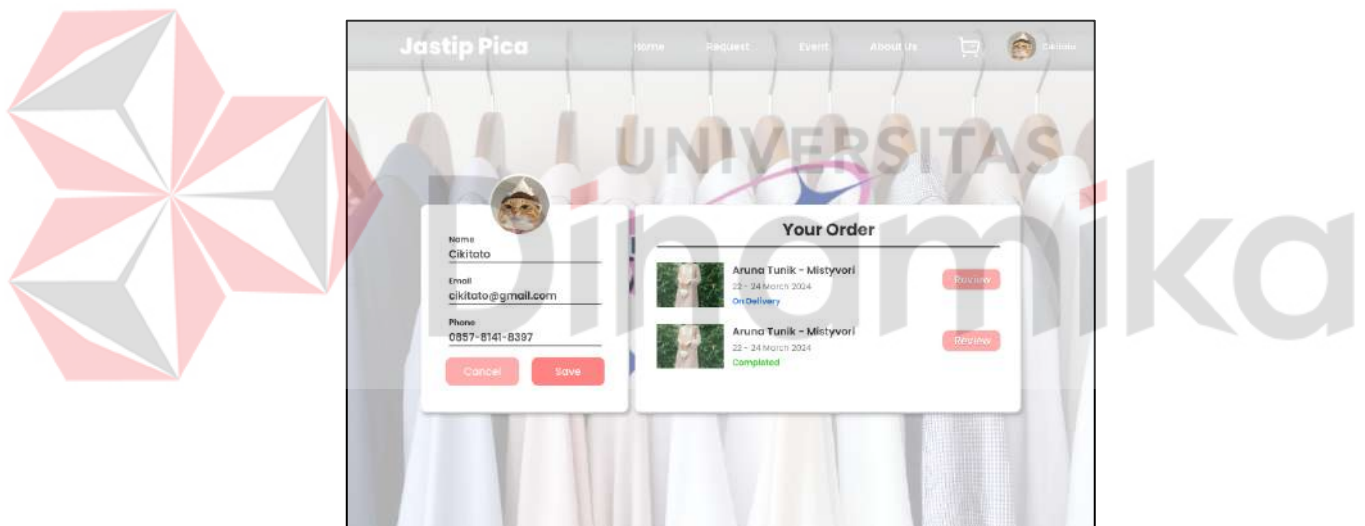 Jastip Pica
Home Request Event About Us Cikitato
UNIVERSITAS
Dinamika
Name
Cikitato
Email
cikitato@gmail.com
Phone
0857-8141-8397
Cancel Save
Your Order
Aruna Tunik - Mistyvori
22 - 24 March 2024
On Delivery
Review
Aruna Tunik - Mistyvori
22 - 24 March 2024
Completed
Review